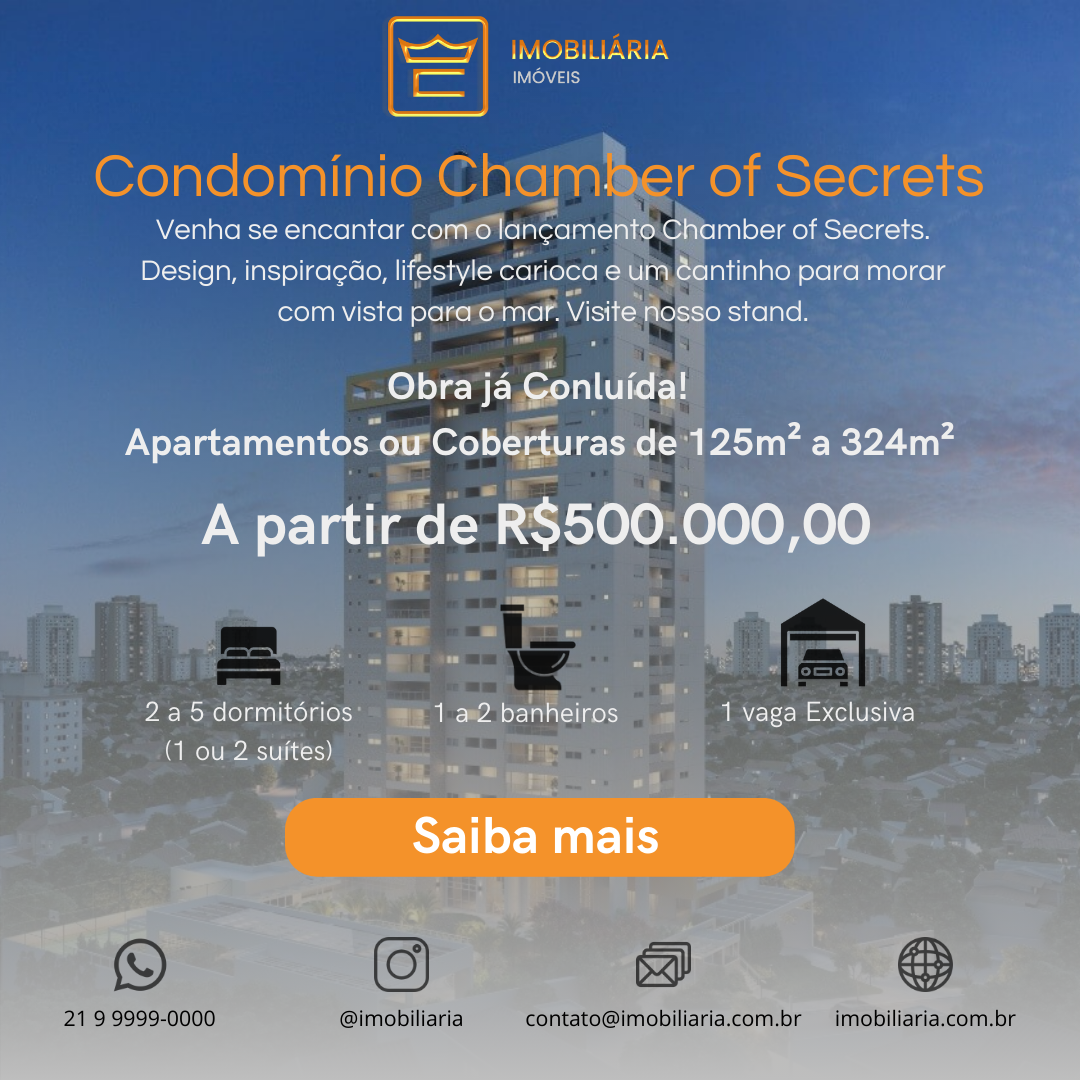 IMOBILIÁRIA
IMÓVEIS
Condomínio Chamber of Secrets
Venha se encantar com o lançamento Chamber of Secrets.
Design, inspiração, lifestyle carioca e um cantinho para morar
com vista para o mar. Visite nosso stand.
Obra já Conluída!
Apartamentos ou Coberturas de 125m² a 324m²
A partir de R$500.000,00
2 a 5 dormitórios
(1 ou 2 suítes)
1 a 2 banheiros
1 vaga Exclusiva
Saiba mais
21 9 9999-0000
@imobiliaria
contato@imobiliaria.com.br
imobiliaria.com.br